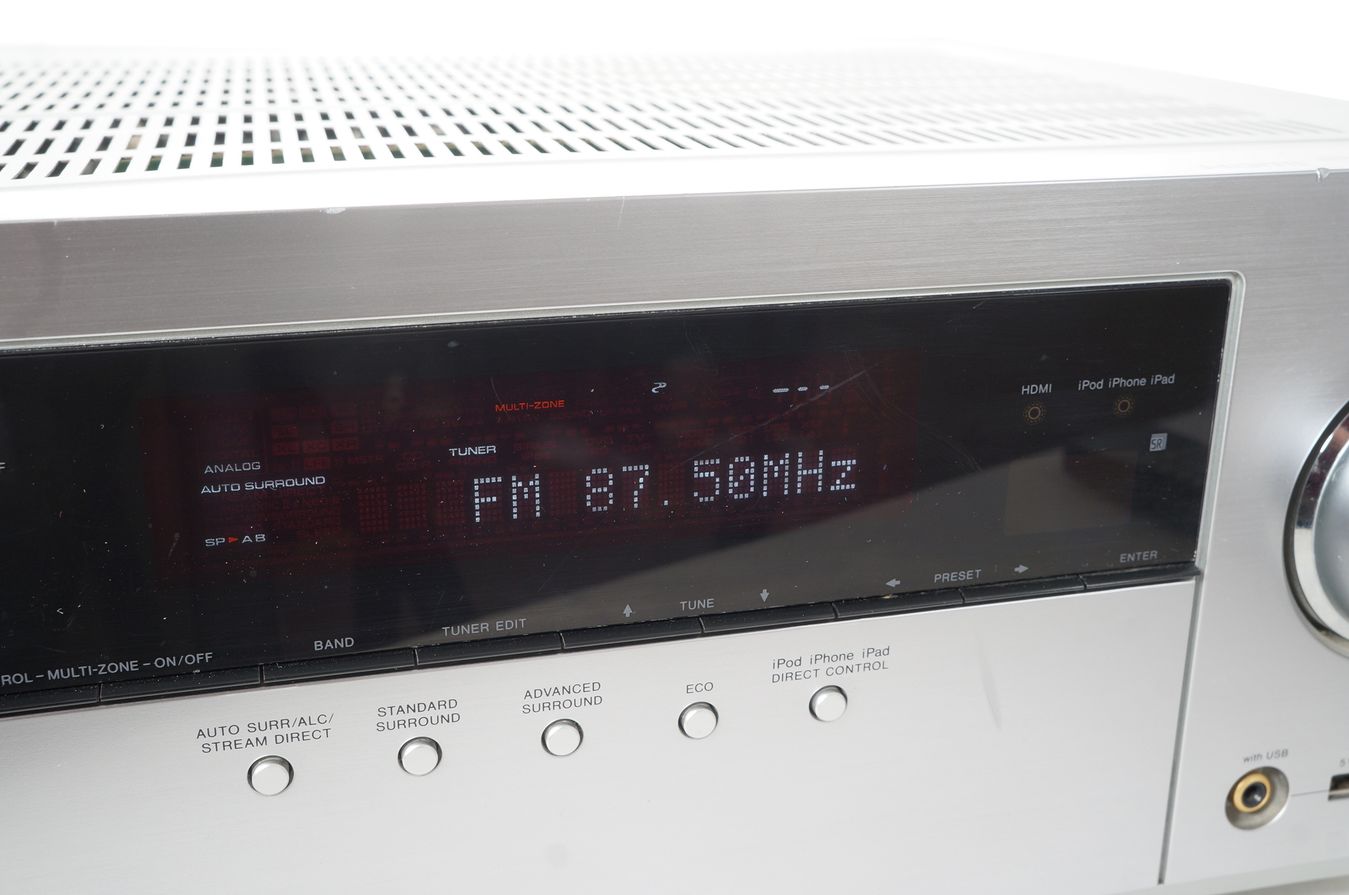 MULTI-ZONE
HDMI
iPod iPhone iPad
TUNER
SR
ANALOG
AUTO SURROUND
FM 87.50MHz
SP ► A B
ENTER
PRESET
TUNE
TUNER EDIT
BAND
MULTI-ZONE – ON/OFF
iPod iPhone iPad
DIRECT CONTROL
ECO
ADVANCED
SURROUND
STANDARD
SURROUND
AUTO SURR/ALC/
STREAM DIRECT
with USB